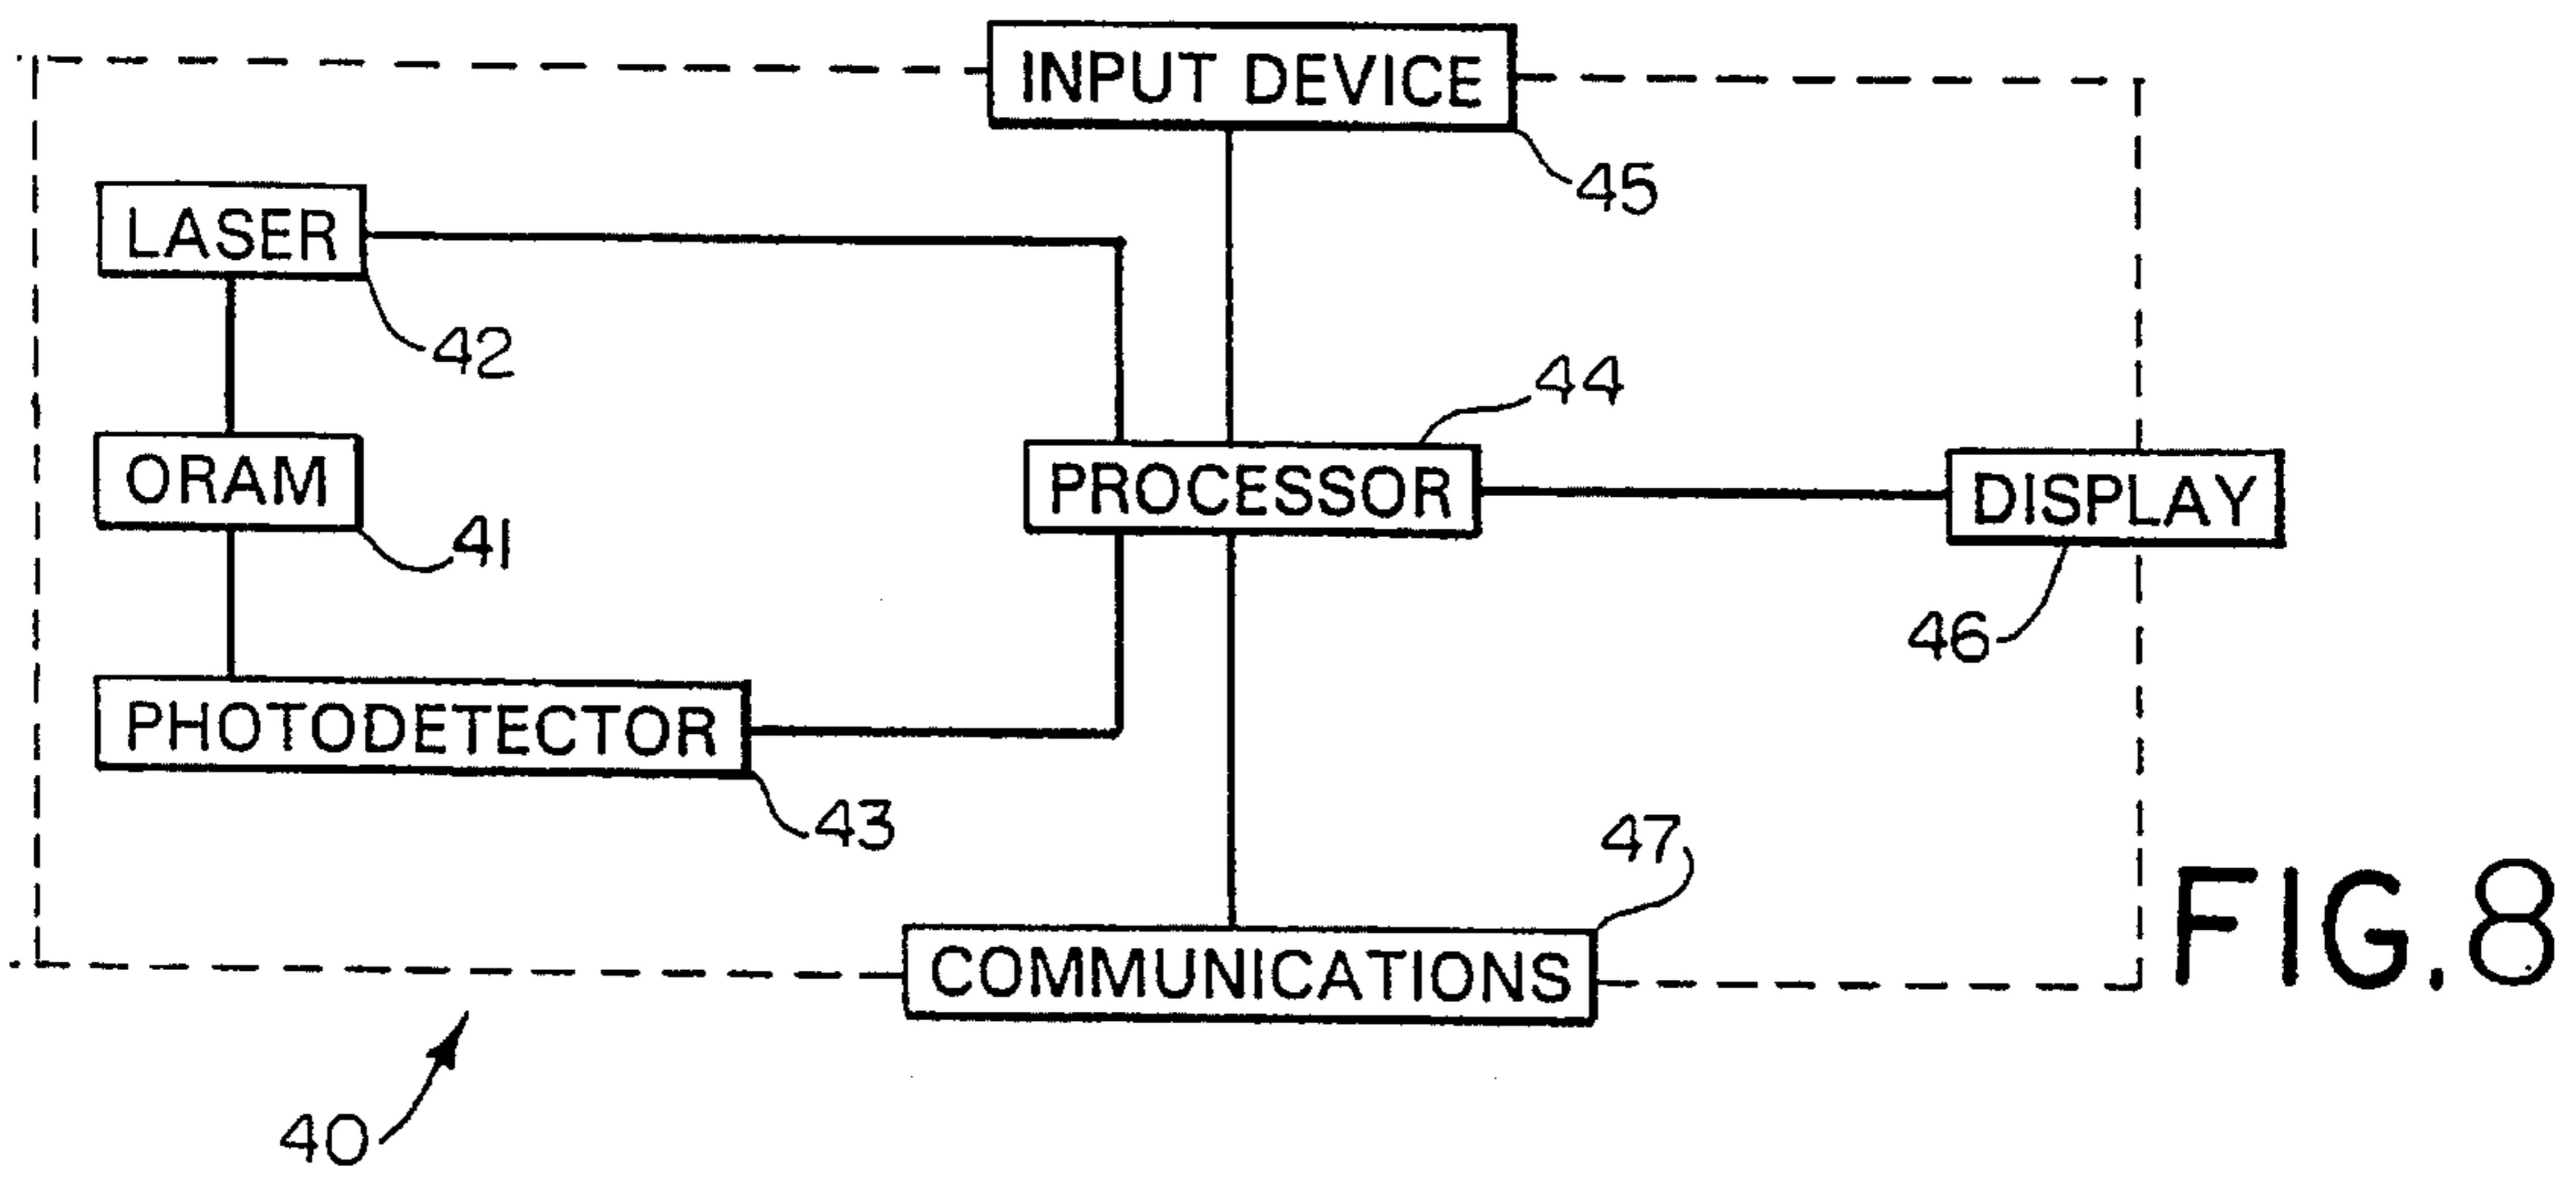 INPUT DEVICE
45
LASER
42
44
ORAM
41
PROCESSOR
DISPLAY
46
PHOTODETECTOR
43
47
COMMUNICATIONS
FIG.8
40